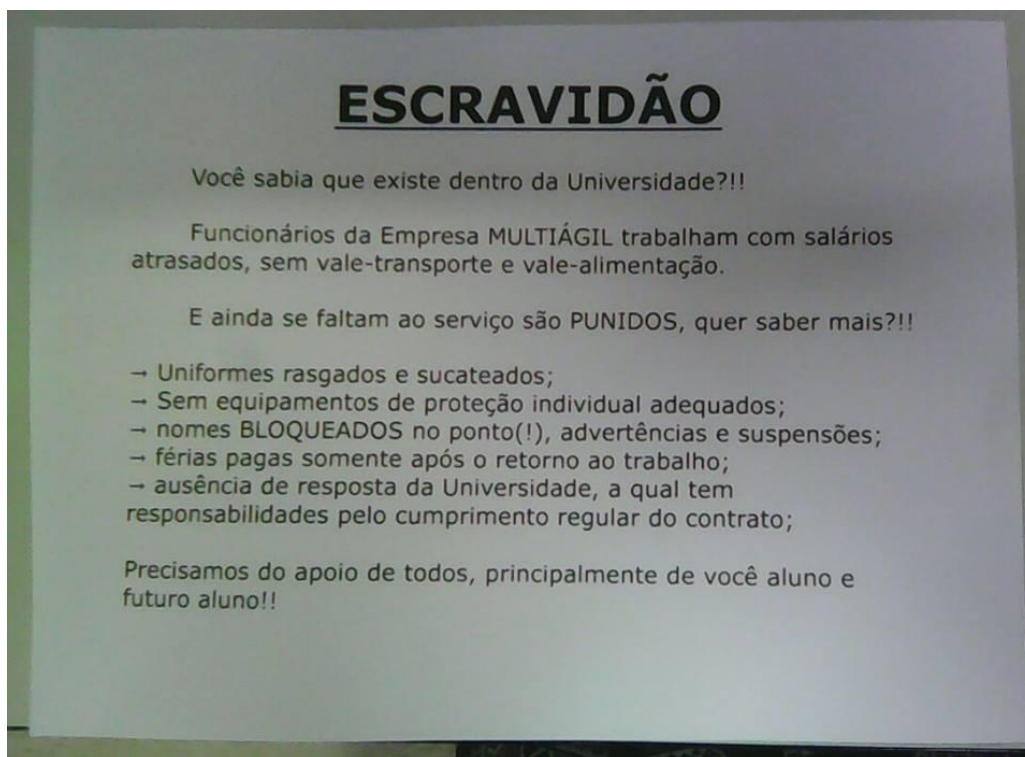 ESCRAVIDÃO
Você sabia que existe dentro da Universidade?!!
Funcionários da Empresa MULTIÁGIL trabalham com salários
atrasados, sem vale-transporte e vale-alimentação.
E ainda se faltam ao serviço são PUNIDOS, quer saber mais?!!
→ Uniformes rasgados e sucateados;
→ Sem equipamentos de proteção individual adequados;
→ nomes BLOQUEADOS no ponto(!), advertências e suspensões;
→ férias pagas somente após o retorno ao trabalho;
→ ausência de resposta da Universidade, a qual tem
responsabilidades pelo cumprimento regular do contrato;
Precisamos do apoio de todos, principalmente de você aluno e
futuro aluno!!